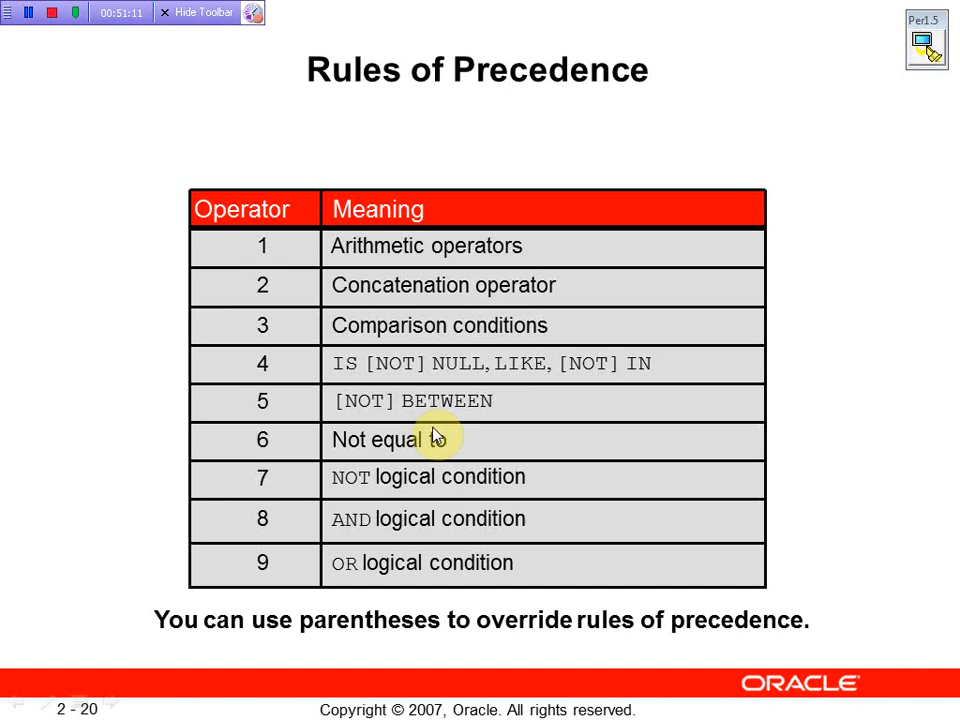 00:51:11 × Hide Toolbar
Per1.5
Rules of Precedence
Operator Meaning
1 Arithmetic operators
2 Concatenation operator
3 Comparison conditions
4 IS [NOT] NULL, LIKE, [NOT] IN
5 [NOT] BETWEEN
6 Not equal to
7 NOT logical condition
8 AND logical condition
9 OR logical condition
You can use parentheses to override rules of precedence.
ORACLE
2 - 20
Copyright © 2007, Oracle. All rights reserved.